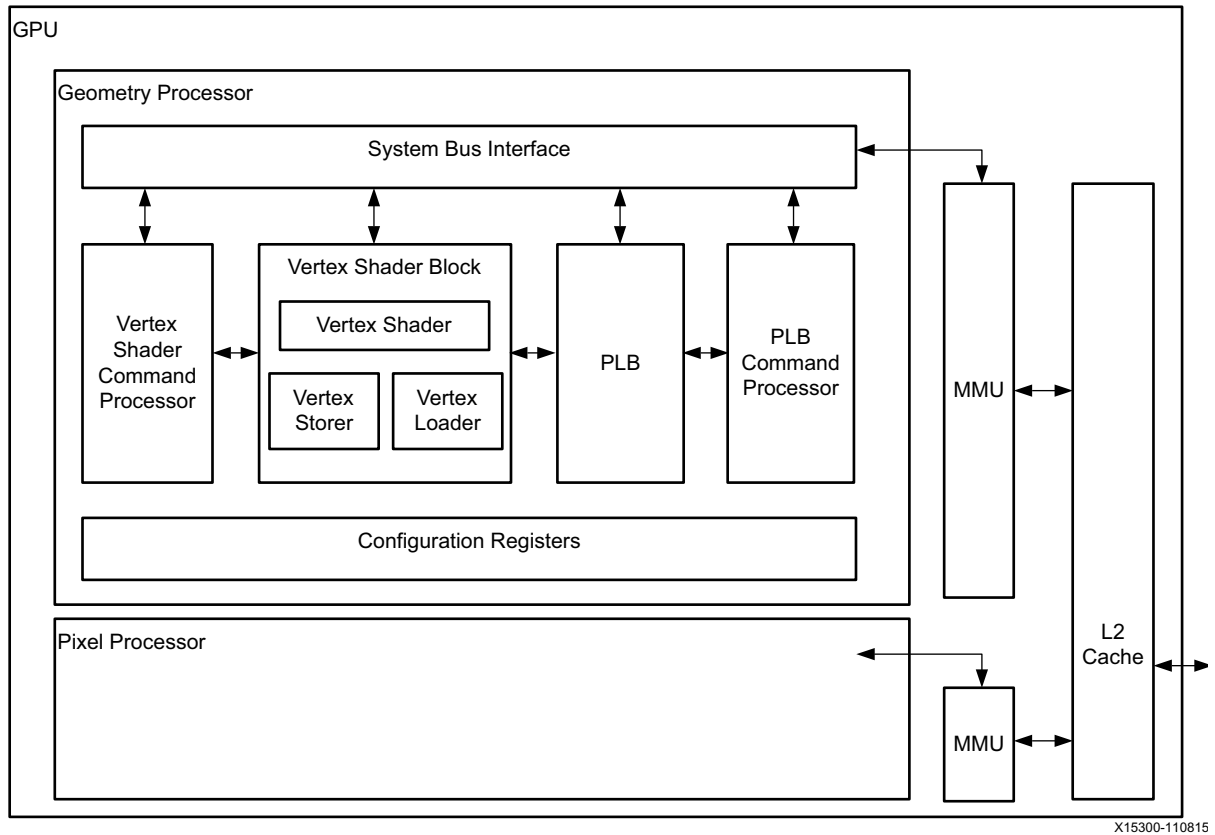 GPU
Geometry Processor
System Bus Interface
Vertex
Shader
Command
Processor
Vertex Shader Block
Vertex Shader
Vertex
Storer
Vertex
Loader
PLB
PLB
Command
Processor
MMU
Configuration Registers
Pixel Processor
MMU
L2
Cache
X15300-110815